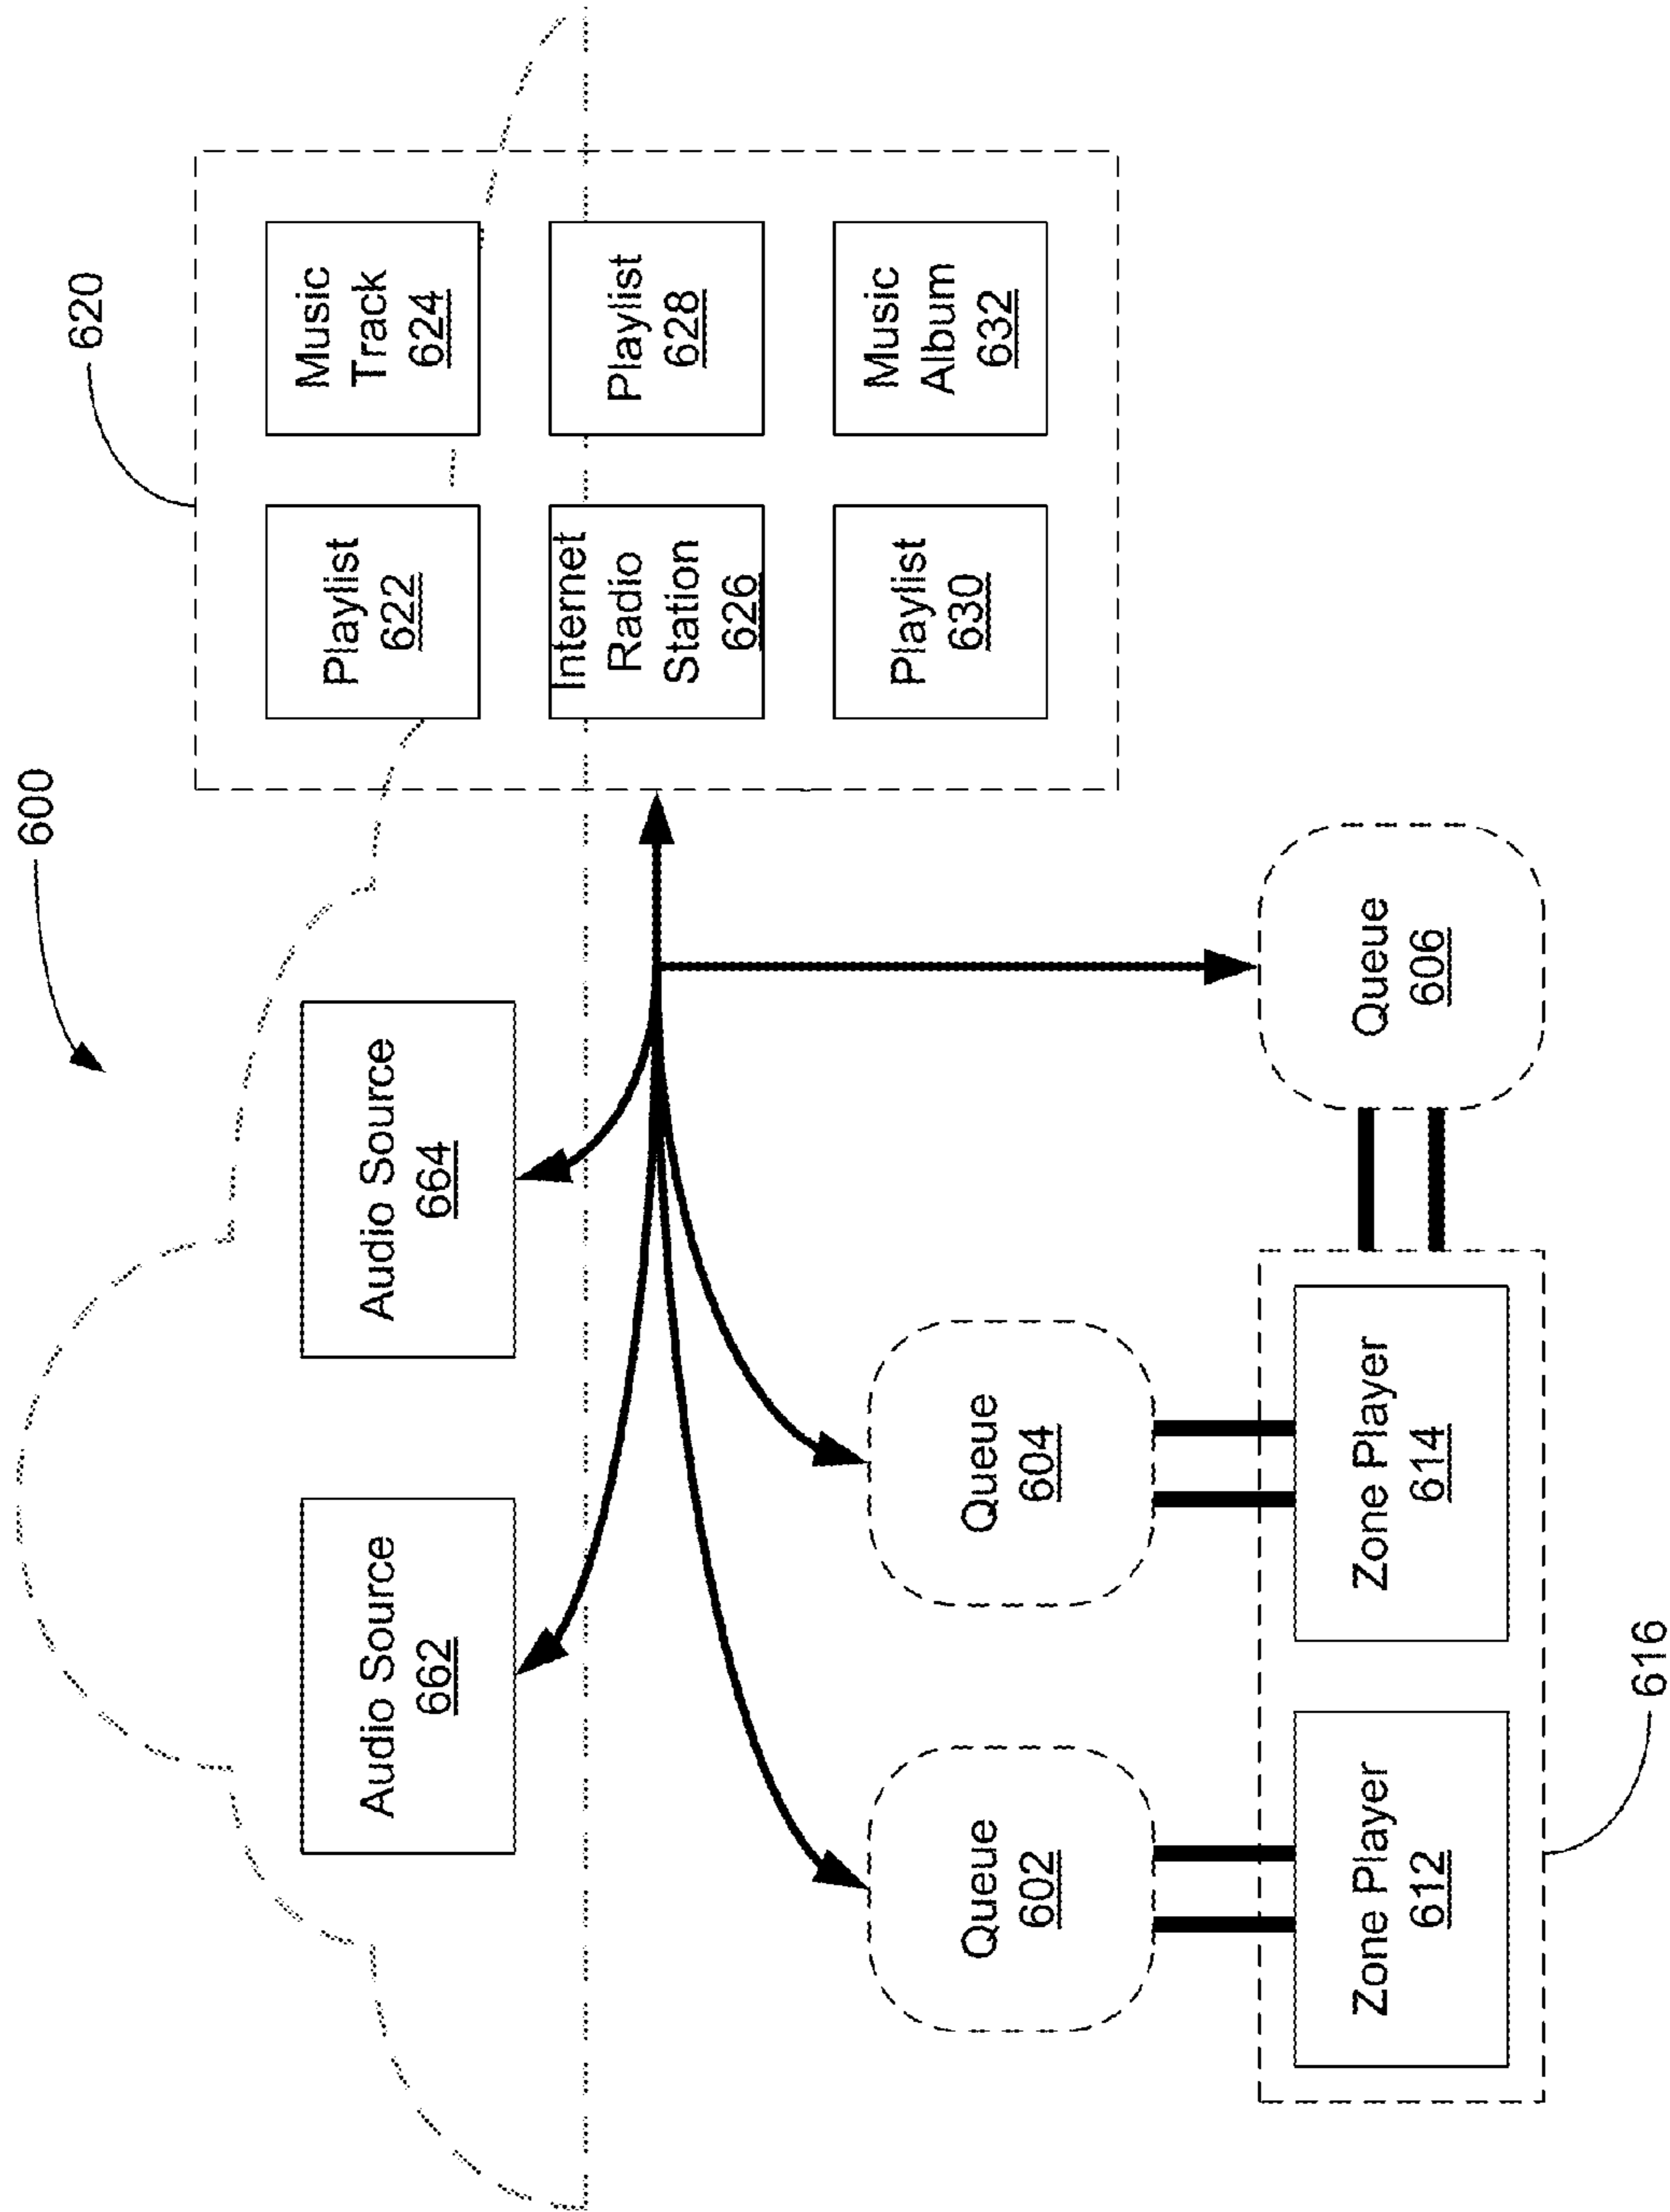 600
620
Audio Source
662
Audio Source
664
Playlist
622
Music
Track
624
Internet
Radio
Station
626
Playlist
628
Playlist
630
Music
Album
632
Queue
602
Queue
604
Queue
606
Zone Player
612
Zone Player
614
616